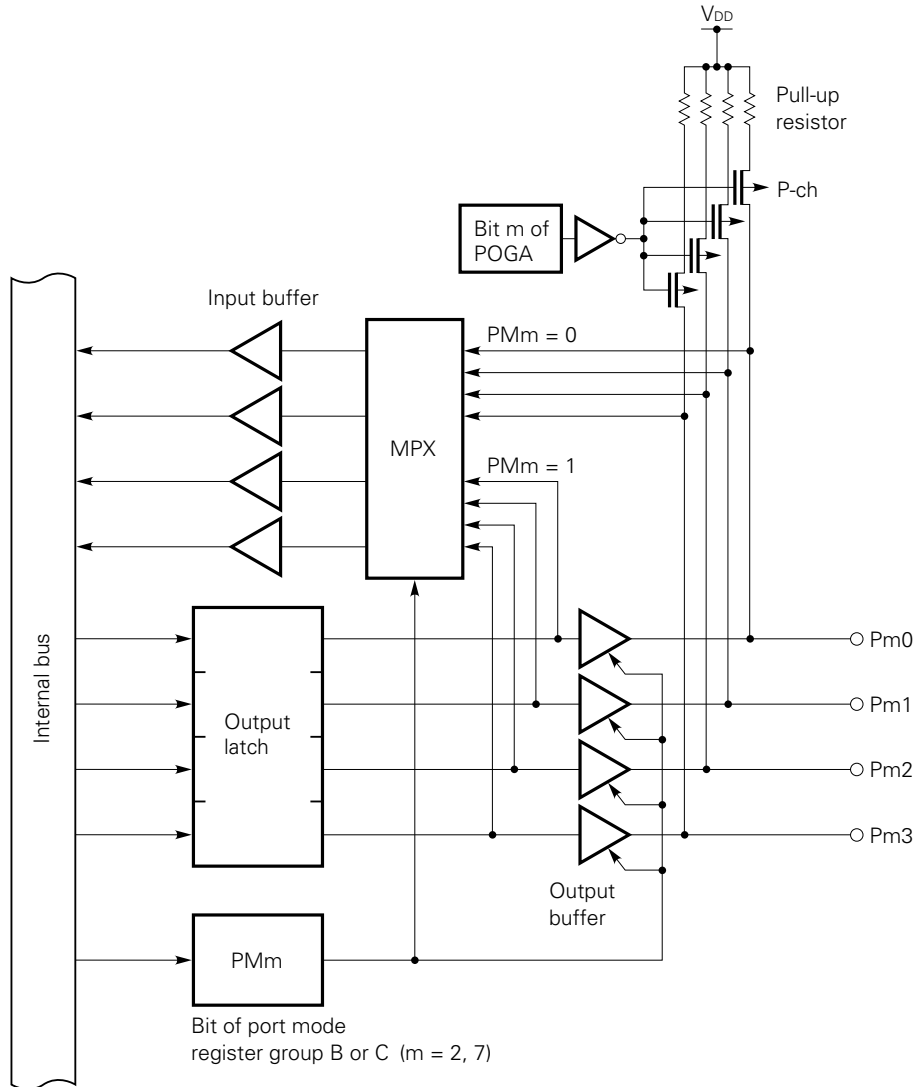 VDD
Pull-up
resistor
P-ch
Bit m of
POGA
Input buffer
PMm = 0
MPX
PMm = 1
Internal bus
Output
latch
Pm0
Pm1
Pm2
Pm3
Output
buffer
PMm
Bit of port mode
register group B or C (m = 2, 7)